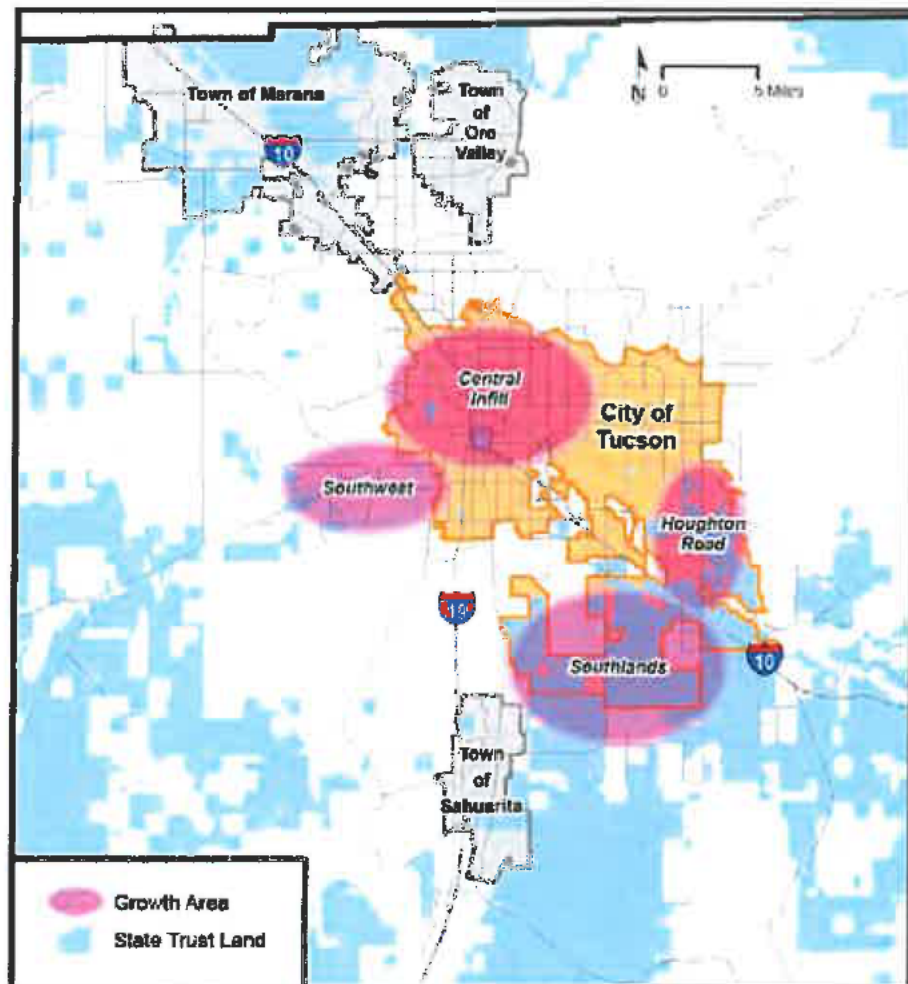 Town of Marana
Town
of
Oro
Valley
N
0
5 Miles
10
Central
Infill
City of
Tucson
Southwest
Houghton
Road
19
Southlands
10
Town
of
Sahuarita
Growth Area
State Trust Land